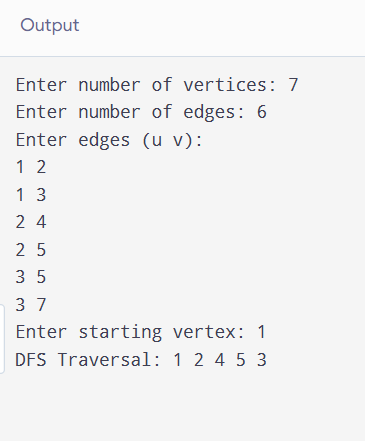 Output
Enter number of vertices: 7
Enter number of edges: 6
Enter edges (u v):
1 2
1 3
2 4
2 5
3 5
3 7
Enter starting vertex: 1
DFS Traversal: 1 2 4 5 3